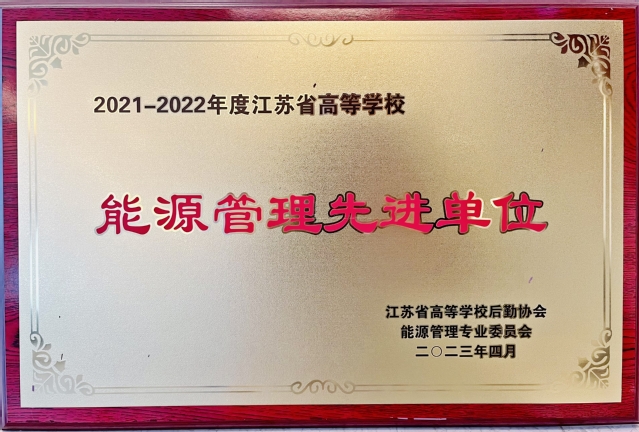 2021-2022年度江苏省高等学校
能源管理先进单位
江苏省高等学校后勤协会
能源管理专业委员会
二〇二三年四月